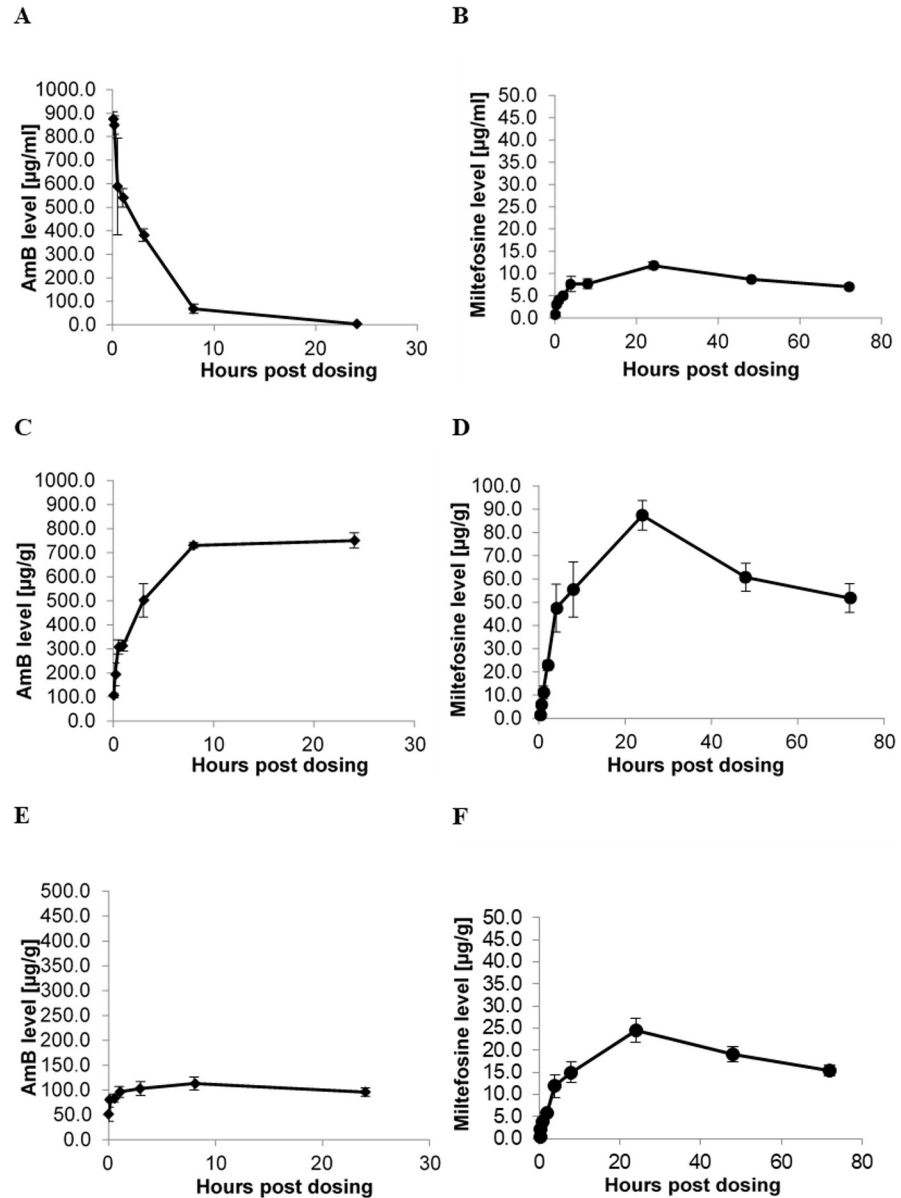 A
1000.0
900.0
800.0
700.0
600.0
500.0
400.0
300.0
200.0
100.0
0.0
AmB level [µg/ml]
0 10 20 30
Hours post dosing
B
50.0
45.0
40.0
35.0
30.0
25.0
20.0
15.0
10.0
5.0
0.0
Miltefosine level [µg/ml]
0 20 40 60 80
Hours post dosing
C
1000.0
900.0
800.0
700.0
600.0
500.0
400.0
300.0
200.0
100.0
0.0
AmB level [µg/g]
0 10 20 30
Hours post dosing
D
100.0
90.0
80.0
70.0
60.0
50.0
40.0
30.0
20.0
10.0
0.0
Miltefosine level [µg/g]
0 20 40 60 80
Hours post dosing
E
500.0
450.0
400.0
350.0
300.0
250.0
200.0
150.0
100.0
50.0
0.0
AmB level [µg/g]
0 10 20 30
Hours post dosing
F
50.0
45.0
40.0
35.0
30.0
25.0
20.0
15.0
10.0
5.0
0.0
Miltefosine level [µg/g]
0 20 40 60 80
Hours post dosing